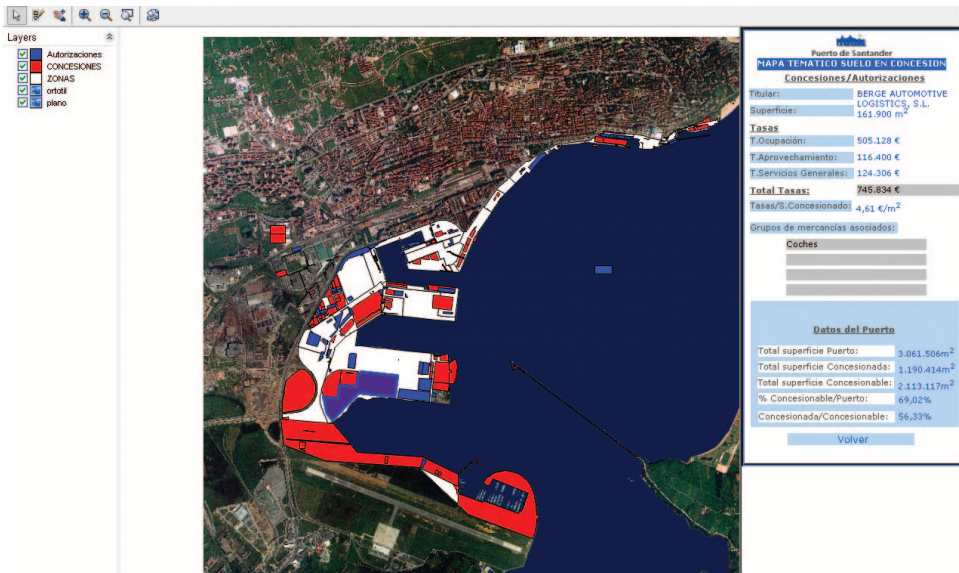 Layers
Autorizaciones
CONCESIONES
ZONAS
ortotil
plano
Puerto de Santander
MAPA TEMATICO SUELO EN CONCESION
Concesiones/Autorizaciones
Titular: BERGE AUTOMOTIVE LOGISTICS, S.L.
Superficie: 161.900 m²
Tasas
T.Ocupación: 505.128 €
T.Aprovechamiento: 116.400 €
T.Servicios Generales: 124.306 €
Total Tasas: 745.834 €
Tasas/S.Concesionado: 4,61 €/m²
Grupos de mercancías asociados:
Coches
Datos del Puerto
Total superficie Puerto: 3.061.506m²
Total superficie Concesionada: 1.190.414m²
Total superficie Concesionable: 2.113.117m²
% Concesionable/Puerto: 69,02%
Concesionada/Concesionable: 56,33%
Volver